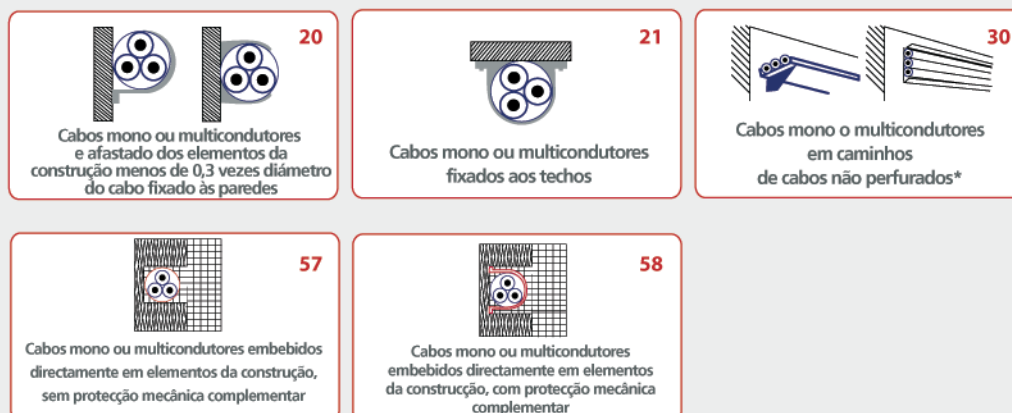 20
Cabos mono ou multicondutores
e afastado dos elementos da
construção menos de 0,3 vezes diámetro
do cabo fixado às paredes
21
Cabos mono ou multicondutores
fixados aos techos
30
Cabos mono o multicondutores
em caminhos
de cabos não perfurados*
57
Cabos mono ou multicondutores embebidos
directamente em elementos da construção,
sem protecção mecânica complementar
58
Cabos mono ou multicondutores
embebidos directamente em elementos
da construcção, com protecção mecânica
complementar